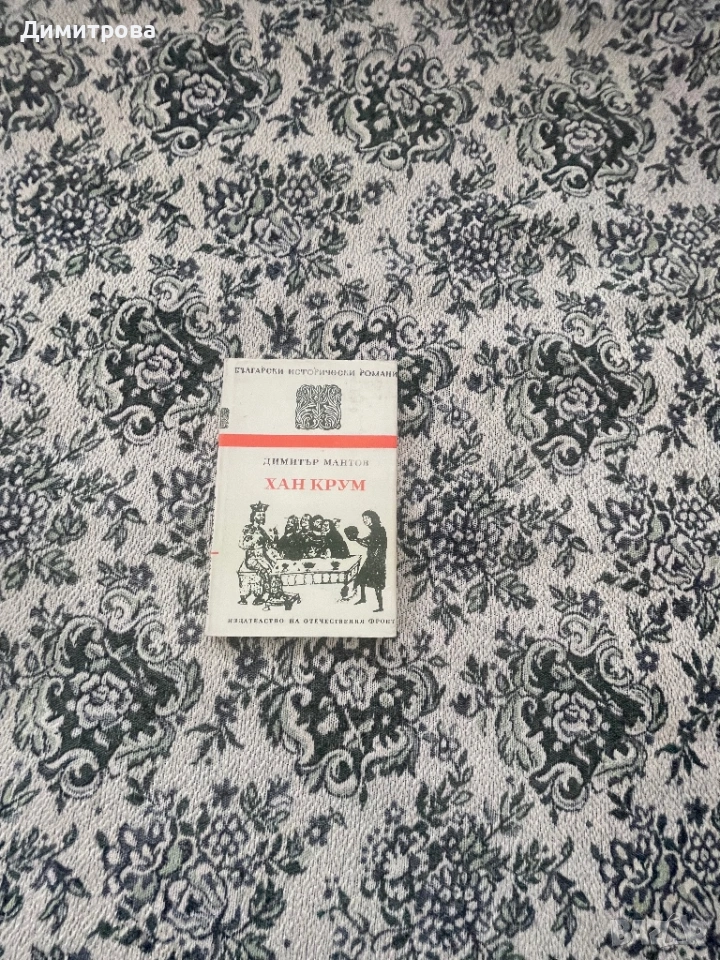 Димитрова
БЪЛГАРСКИ ИСТОРИЧЕСКИ РОМАНИ
ДИМИТЪР МАНТОВ
ХАН КРУМ
ИЗДАТЕЛСТВО НА ОТЕЧЕСТВЕНИЯ ФРОНТ